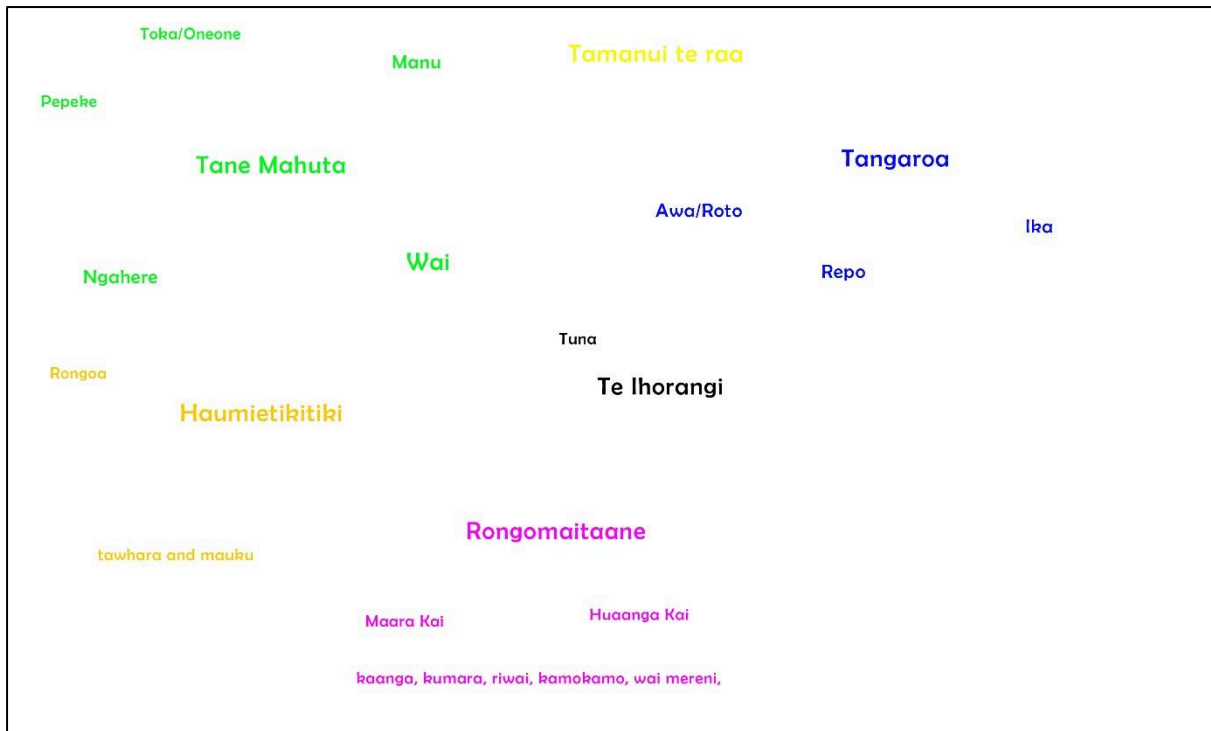 Toka/Oneone
Manu
Tamanui te raa
Pepeke
Tane Mahuta
Tangaroa
Awa/Roto
Ika
Wai
Ngahere
Repo
Tuna
Rongoa
Te Ihorangi
Haumietikitiki
Rongomaitaane
tawhara and mauku
Maara Kai
Huaanga Kai
kaanga, kumara, riwai, kamokamo, wai mereni,